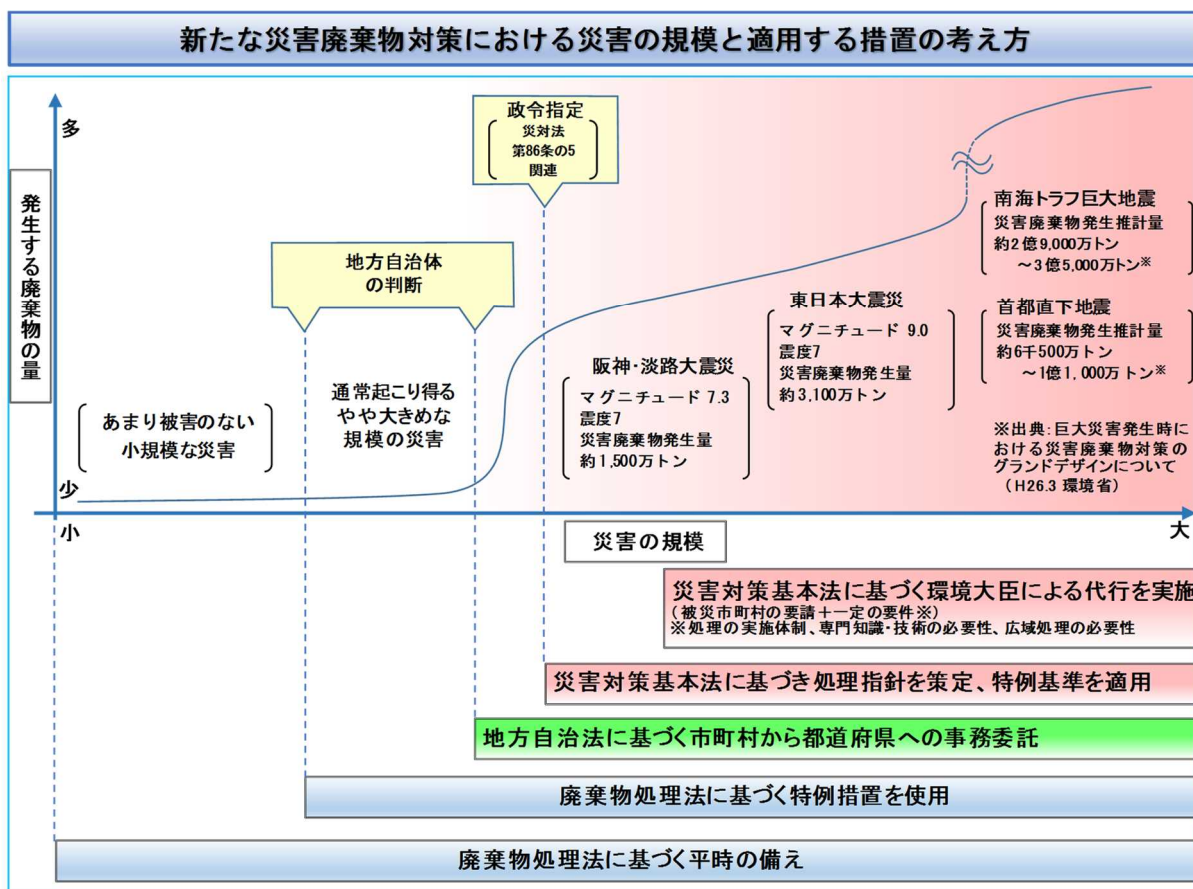 新たな災害廃棄物対策における災害の規模と適用する措置の考え方
多
発生する廃棄物の量
少
小
大
災害の規模
政令指定
災対法
第86条の5
関連
地方自治体
の判断
あまり被害のない
小規模な災害
通常起こり得る
やや大きめな
規模の災害
阪神・淡路大震災
マグニチュード 7.3
震度7
災害廃棄物発生量
約1,500万トン
東日本大震災
マグニチュード 9.0
震度7
災害廃棄物発生量
約3,100万トン
南海トラフ巨大地震
災害廃棄物発生推計量
約2億9,000万トン
～3億5,000万トン※
首都直下地震
災害廃棄物発生推計量
約6千500万トン
～1億1,000万トン※
※出典：巨大災害発生時に
おける災害廃棄物対策の
グランドデザインについて
（H26.3 環境省）
災害対策基本法に基づく環境大臣による代行を実施
（被災市町村の要請＋一定の要件※）
※処理の実施体制、専門知識・技術の必要性、広域処理の必要性
災害対策基本法に基づき処理指針を策定、特例基準を適用
地方自治法に基づく市町村から都道府県への事務委託
廃棄物処理法に基づく特例措置を使用
廃棄物処理法に基づく平時の備え